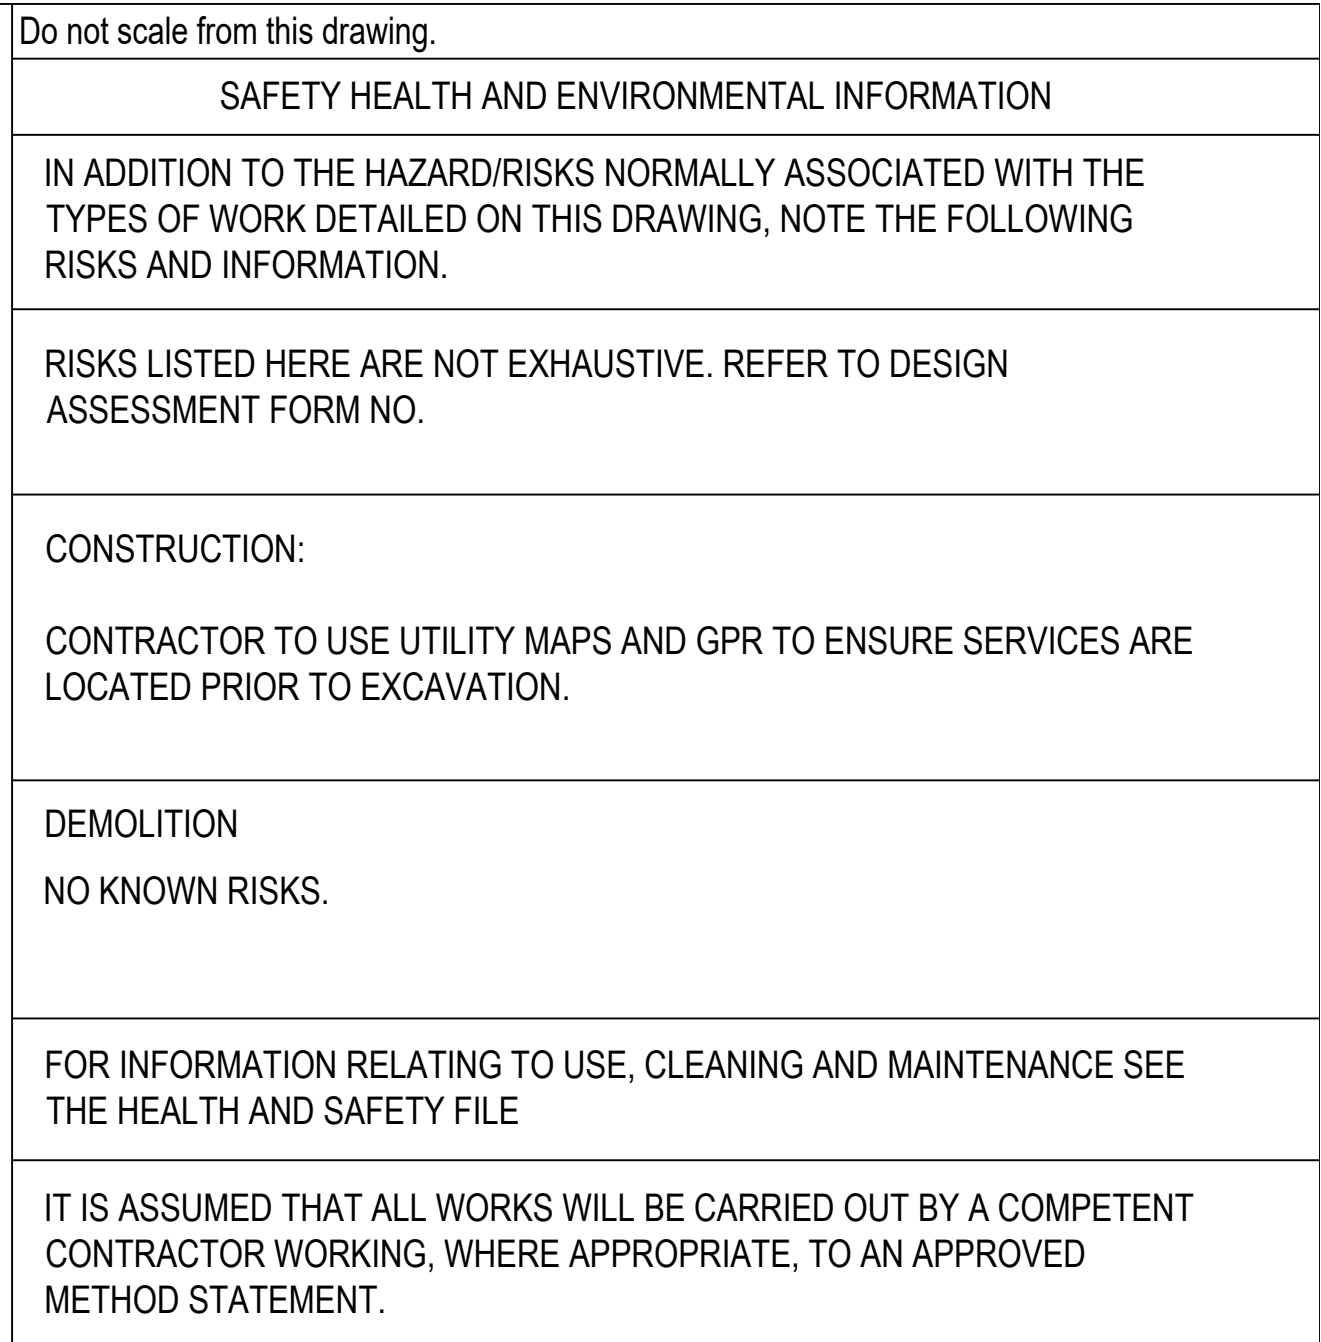 Do not scale from this drawing.
SAFETY HEALTH AND ENVIRONMENTAL INFORMATION
IN ADDITION TO THE HAZARD/RISKS NORMALLY ASSOCIATED WITH THE
TYPES OF WORK DETAILED ON THIS DRAWING, NOTE THE FOLLOWING
RISKS AND INFORMATION.
RISKS LISTED HERE ARE NOT EXHAUSTIVE. REFER TO DESIGN
ASSESSMENT FORM NO.
CONSTRUCTION:
CONTRACTOR TO USE UTILITY MAPS AND GPR TO ENSURE SERVICES ARE
LOCATED PRIOR TO EXCAVATION.
DEMOLITION
NO KNOWN RISKS.
FOR INFORMATION RELATING TO USE, CLEANING AND MAINTENANCE SEE
THE HEALTH AND SAFETY FILE
IT IS ASSUMED THAT ALL WORKS WILL BE CARRIED OUT BY A COMPETENT
CONTRACTOR WORKING, WHERE APPROPRIATE, TO AN APPROVED
METHOD STATEMENT.